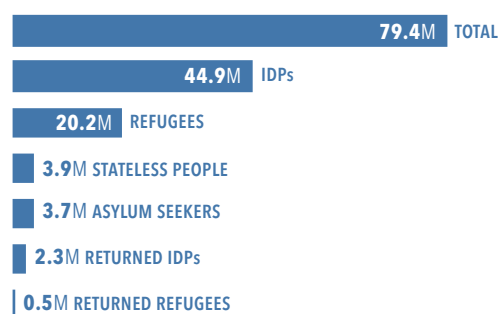 79.4M TOTAL
44.9M IDPs
20.2M REFUGEES
3.9M STATELESS PEOPLE
3.7M ASYLUM SEEKERS
2.3M RETURNED IDPs
0.5M RETURNED REFUGEES